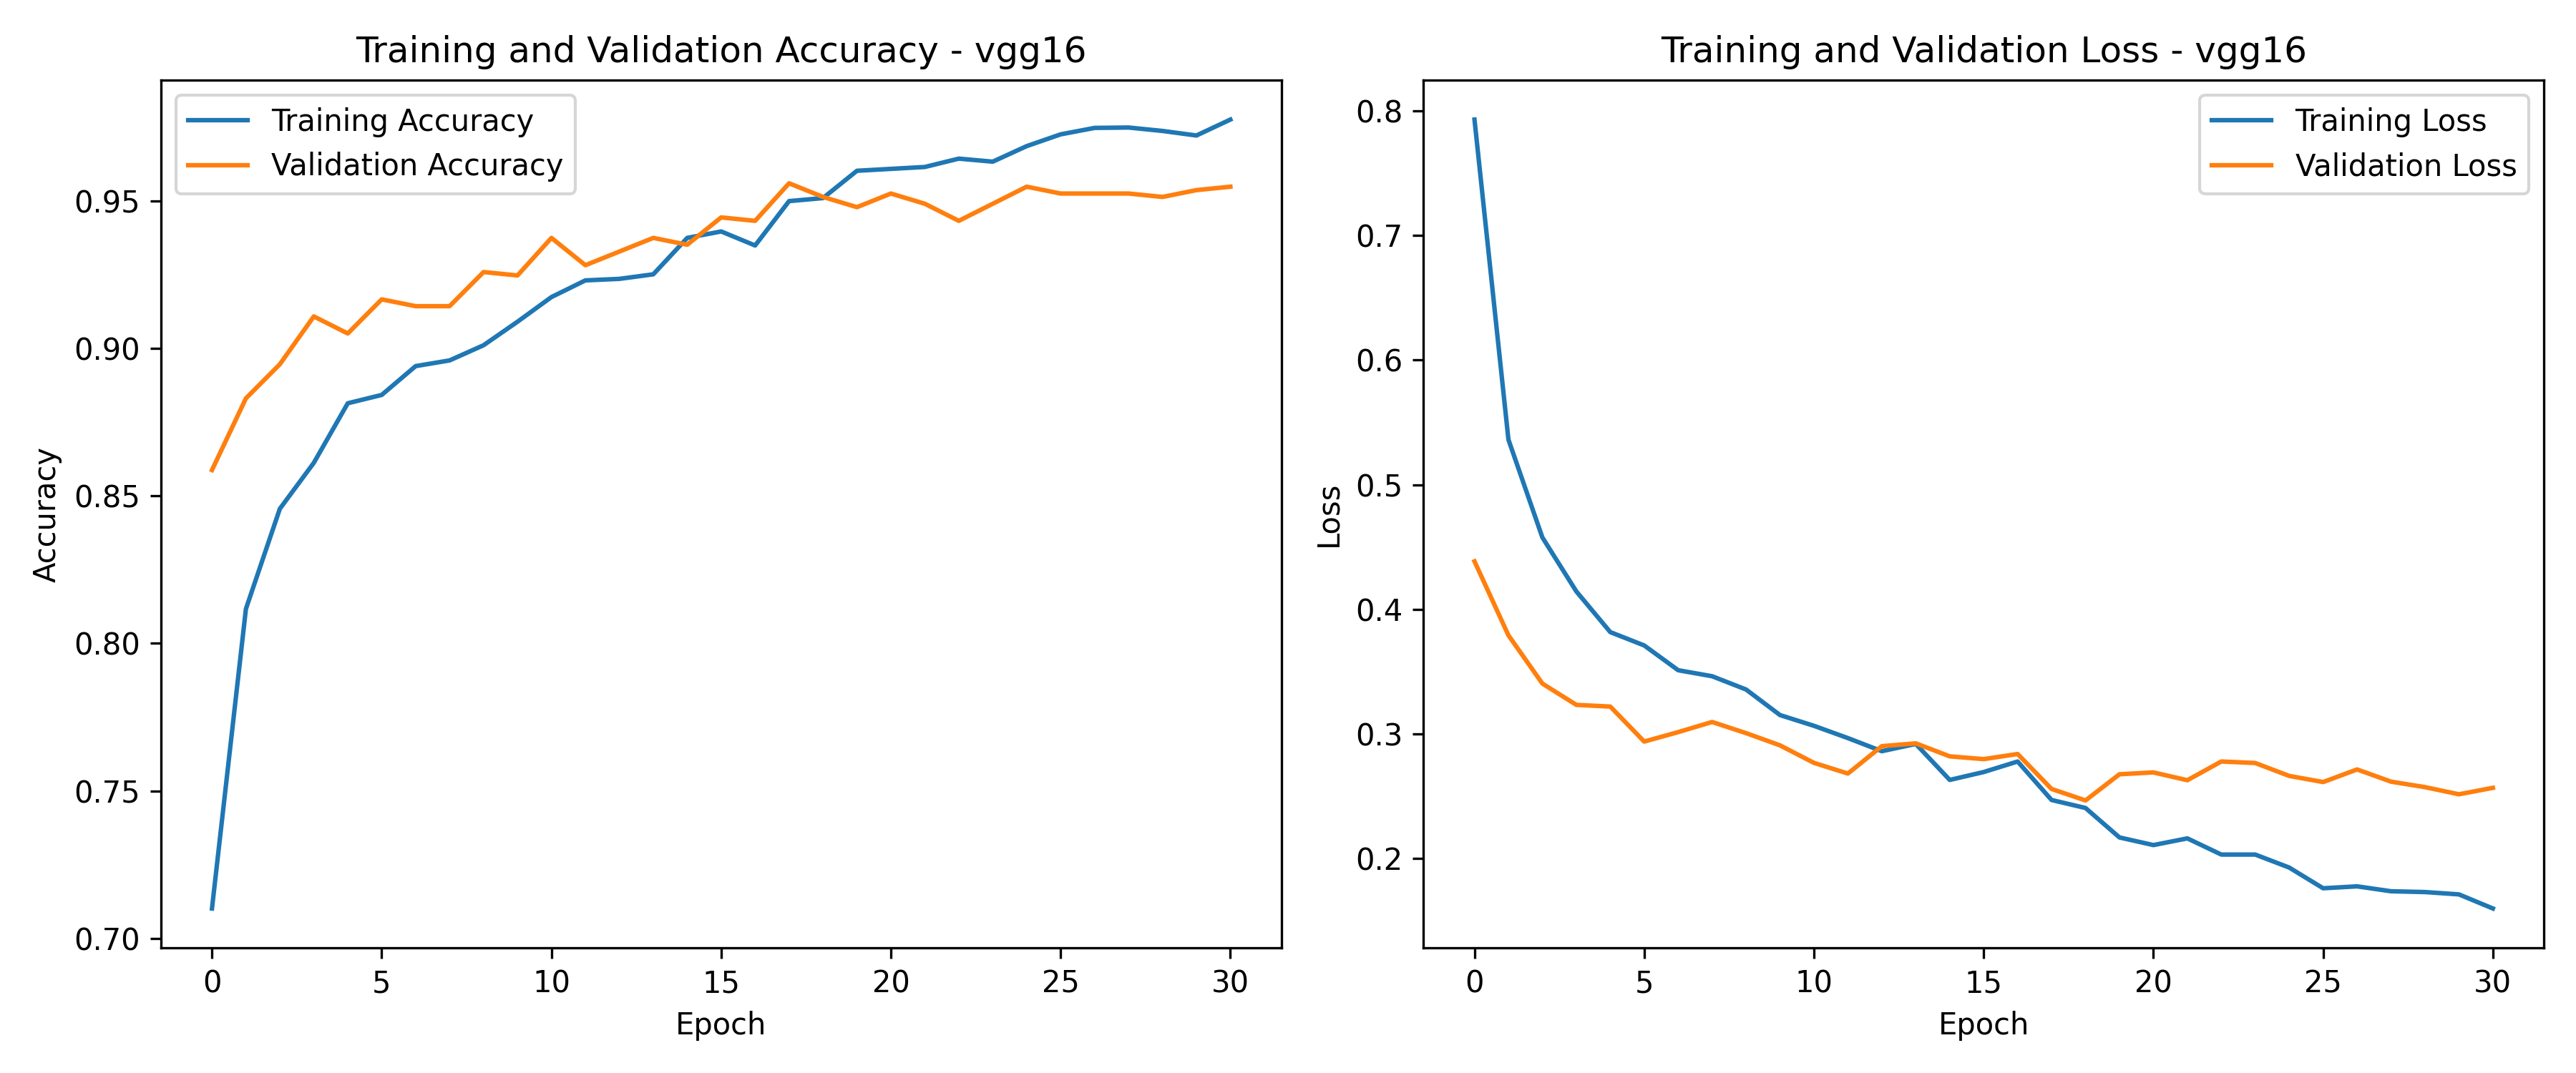 Training and Validation Accuracy - vgg16
Training Accuracy
Validation Accuracy
0.95
0.90
0.85
0.80
0.75
0.70
Accuracy
0 5 10 15 20 25 30
Epoch
Training and Validation Loss - vgg16
Training Loss
Validation Loss
0.8
0.7
0.6
0.5
0.4
0.3
0.2
Loss
0 5 10 15 20 25 30
Epoch